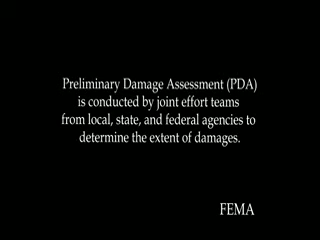 Preliminary Damage Assessment (PDA)
is conducted by joint effort teams
from local, state, and federal agencies to
determine the extent of damages.
FEMA